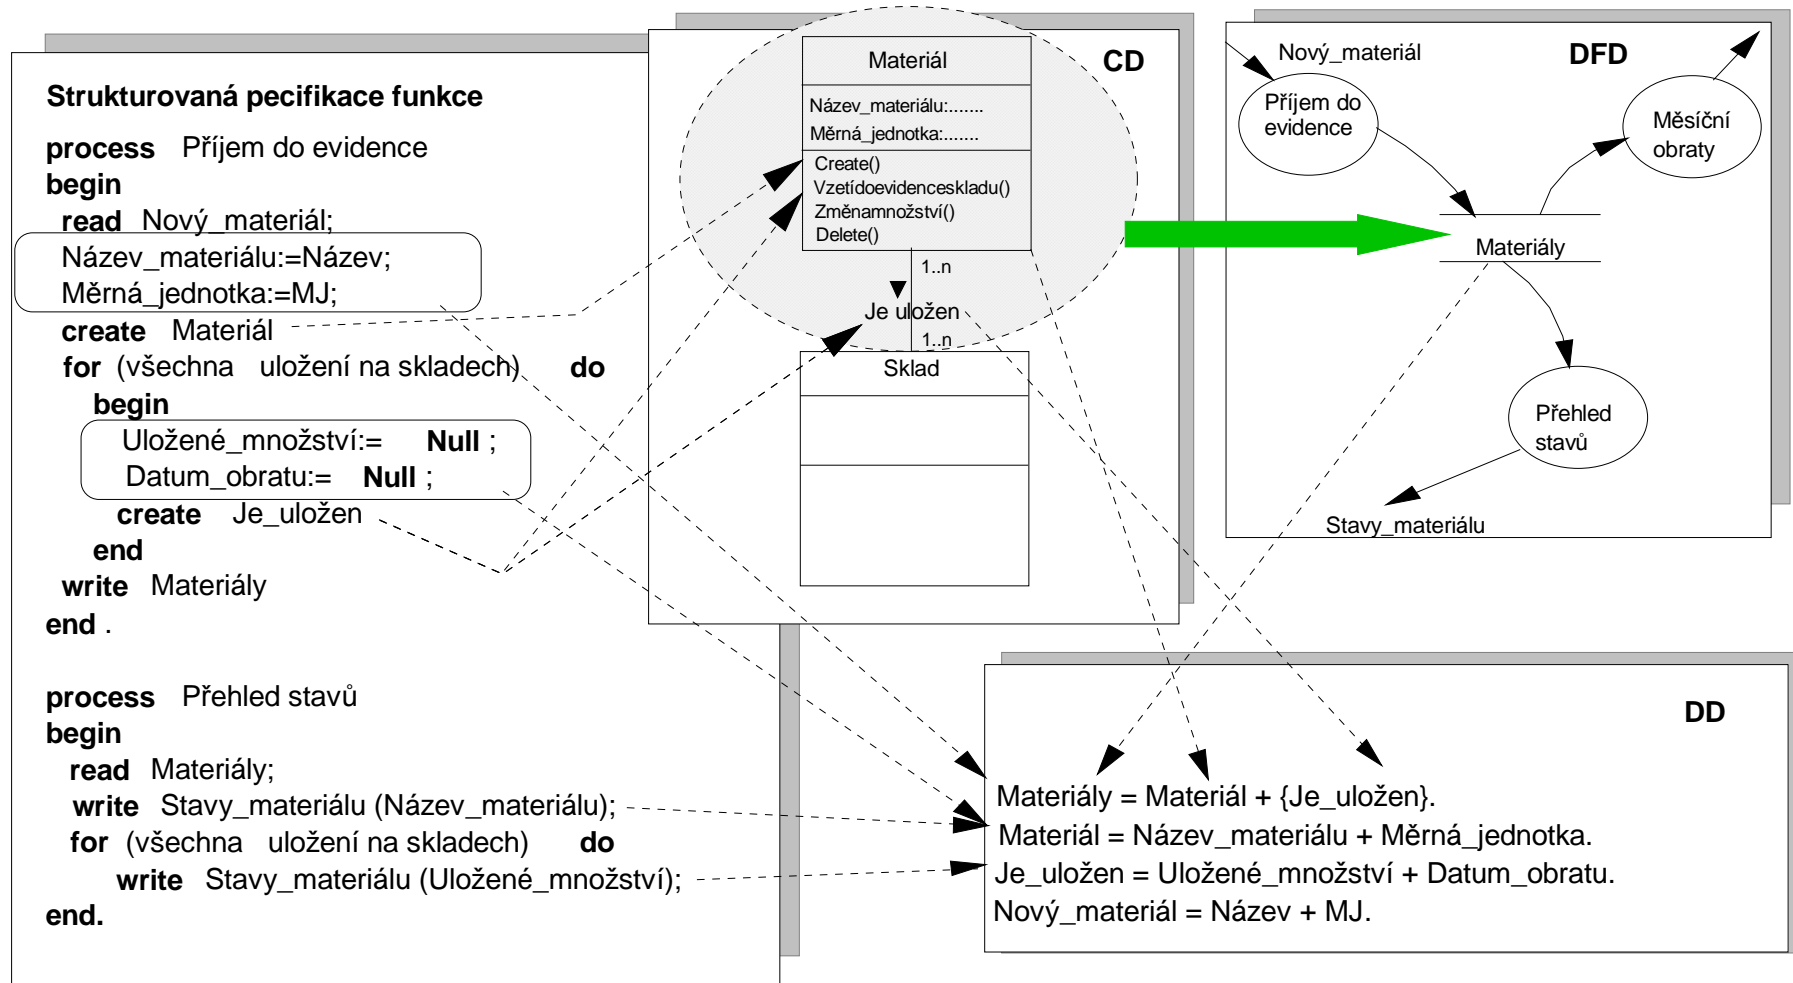 Strukturovaná pecifikace funkce
process Příjem do evidence
begin
read Nový_materiál;
Název_materiálu:=Název;
Měrná_jednotka:=MJ;
create Materiál
for (všechna uložení na skladech) do
begin
Uložené_množství:= Null ;
Datum_obratu:= Null ;
create Je_uložen
end
write Materiály
end .
process Přehled stavů
begin
read Materiály;
write Stavy_materiálu (Název_materiálu);
for (všechna uložení na skladech) do
write Stavy_materiálu (Uložené_množství);
end.
CD
Materiál
Název_materiálu:.......
Měrná_jednotka:.......
Create()
Vzetídoevidenceskladu()
Změnamnožství()
Delete()
1..n
Je uložen
1..n
Sklad
DFD
Nový_materiál
Příjem do
evidence
Měsíční
obraty
Materiály
Přehled
stavů
Stavy_materiálu
DD
Materiály = Materiál + {Je_uložen}.
Materiál = Název_materiálu + Měrná_jednotka.
Je_uložen = Uložené_množství + Datum_obratu.
Nový_materiál = Název + MJ.